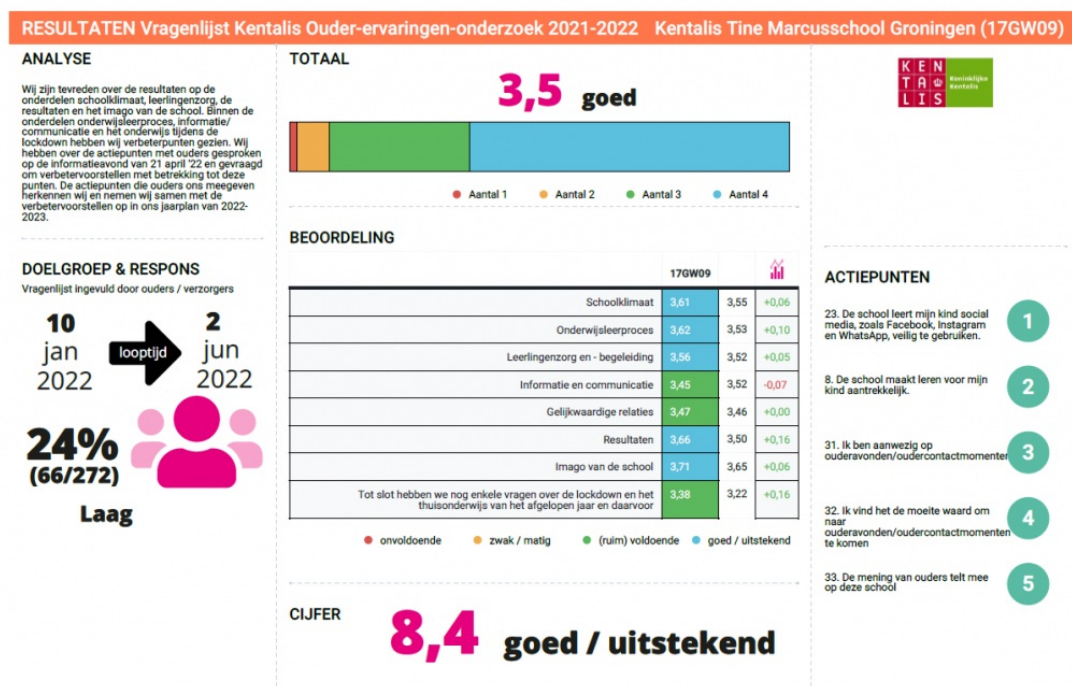 RESULTATEN Vragenlijst Kentalis Ouder-ervaringen-onderzoek 2021-2022 Kentalis Tine Marcusschool Groningen (17GW09)
ANALYSE
Wij zijn tevreden over de resultaten op de
onderdelen schoolklimaat, leerlingenzorg, de
resultaten en het imago van de school. Binnen de
onderdelen onderwijsleerproces, informatie/
communicatie en het onderwijs tijdens de
lockdown hebben wij verbeterpunten gezien. Wij
hebben over de actiepunten met ouders gesproken
op de informatieavond van 21 april '22 en gevraagd
om verbetervoorstellen met betrekking tot deze
punten. De actiepunten die ouders ons meegeven
herkennen wij en nemen wij samen met de
verbetervoorstellen op in ons jaarplan van 2022-
2023.
DOELGROEP & RESPONS
Vragenlijst ingevuld door ouders / verzorgers
10
jan
2022
looptijd
2
jun
2022
24%
(66/272)
Laag
TOTAAL
3,5 goed
Aantal 1 Aantal 2 Aantal 3 Aantal 4
BEOORDELING
17GW09
Schoolklimaat 3,61 3,55 +0,06
Onderwijsleerproces 3,62 3,53 +0,10
Leerlingenzorg en - begeleiding 3,56 3,52 +0,05
Informatie en communicatie 3,45 3,52 -0,07
Gelijkwaardige relaties 3,47 3,46 +0,00
Resultaten 3,66 3,50 +0,16
Imago van de school 3,71 3,65 +0,06
Tot slot hebben we nog enkele vragen over de lockdown en het 3,38 3,22 +0,16
thuisonderwijs van het afgelopen jaar en daarvoor
onvoldoende zwak / matig (ruim) voldoende goed / uitstekend
CIJFER
8,4 goed / uitstekend
KEN
TA
LIS
Koninklijke
Kentalis
ACTIEPUNTEN
23. De school leert mijn kind social
media, zoals Facebook, Instagram
en WhatsApp, veilig te gebruiken.
1
8. De school maakt leren voor mijn
kind aantrekkelijk.
2
31. Ik ben aanwezig op
ouderavonden/oudercontactmomenten
3
32. Ik vind het de moeite waard om
naar
ouderavonden/oudercontactmomenten
te komen
4
33. De mening van ouders telt mee
op deze school
5